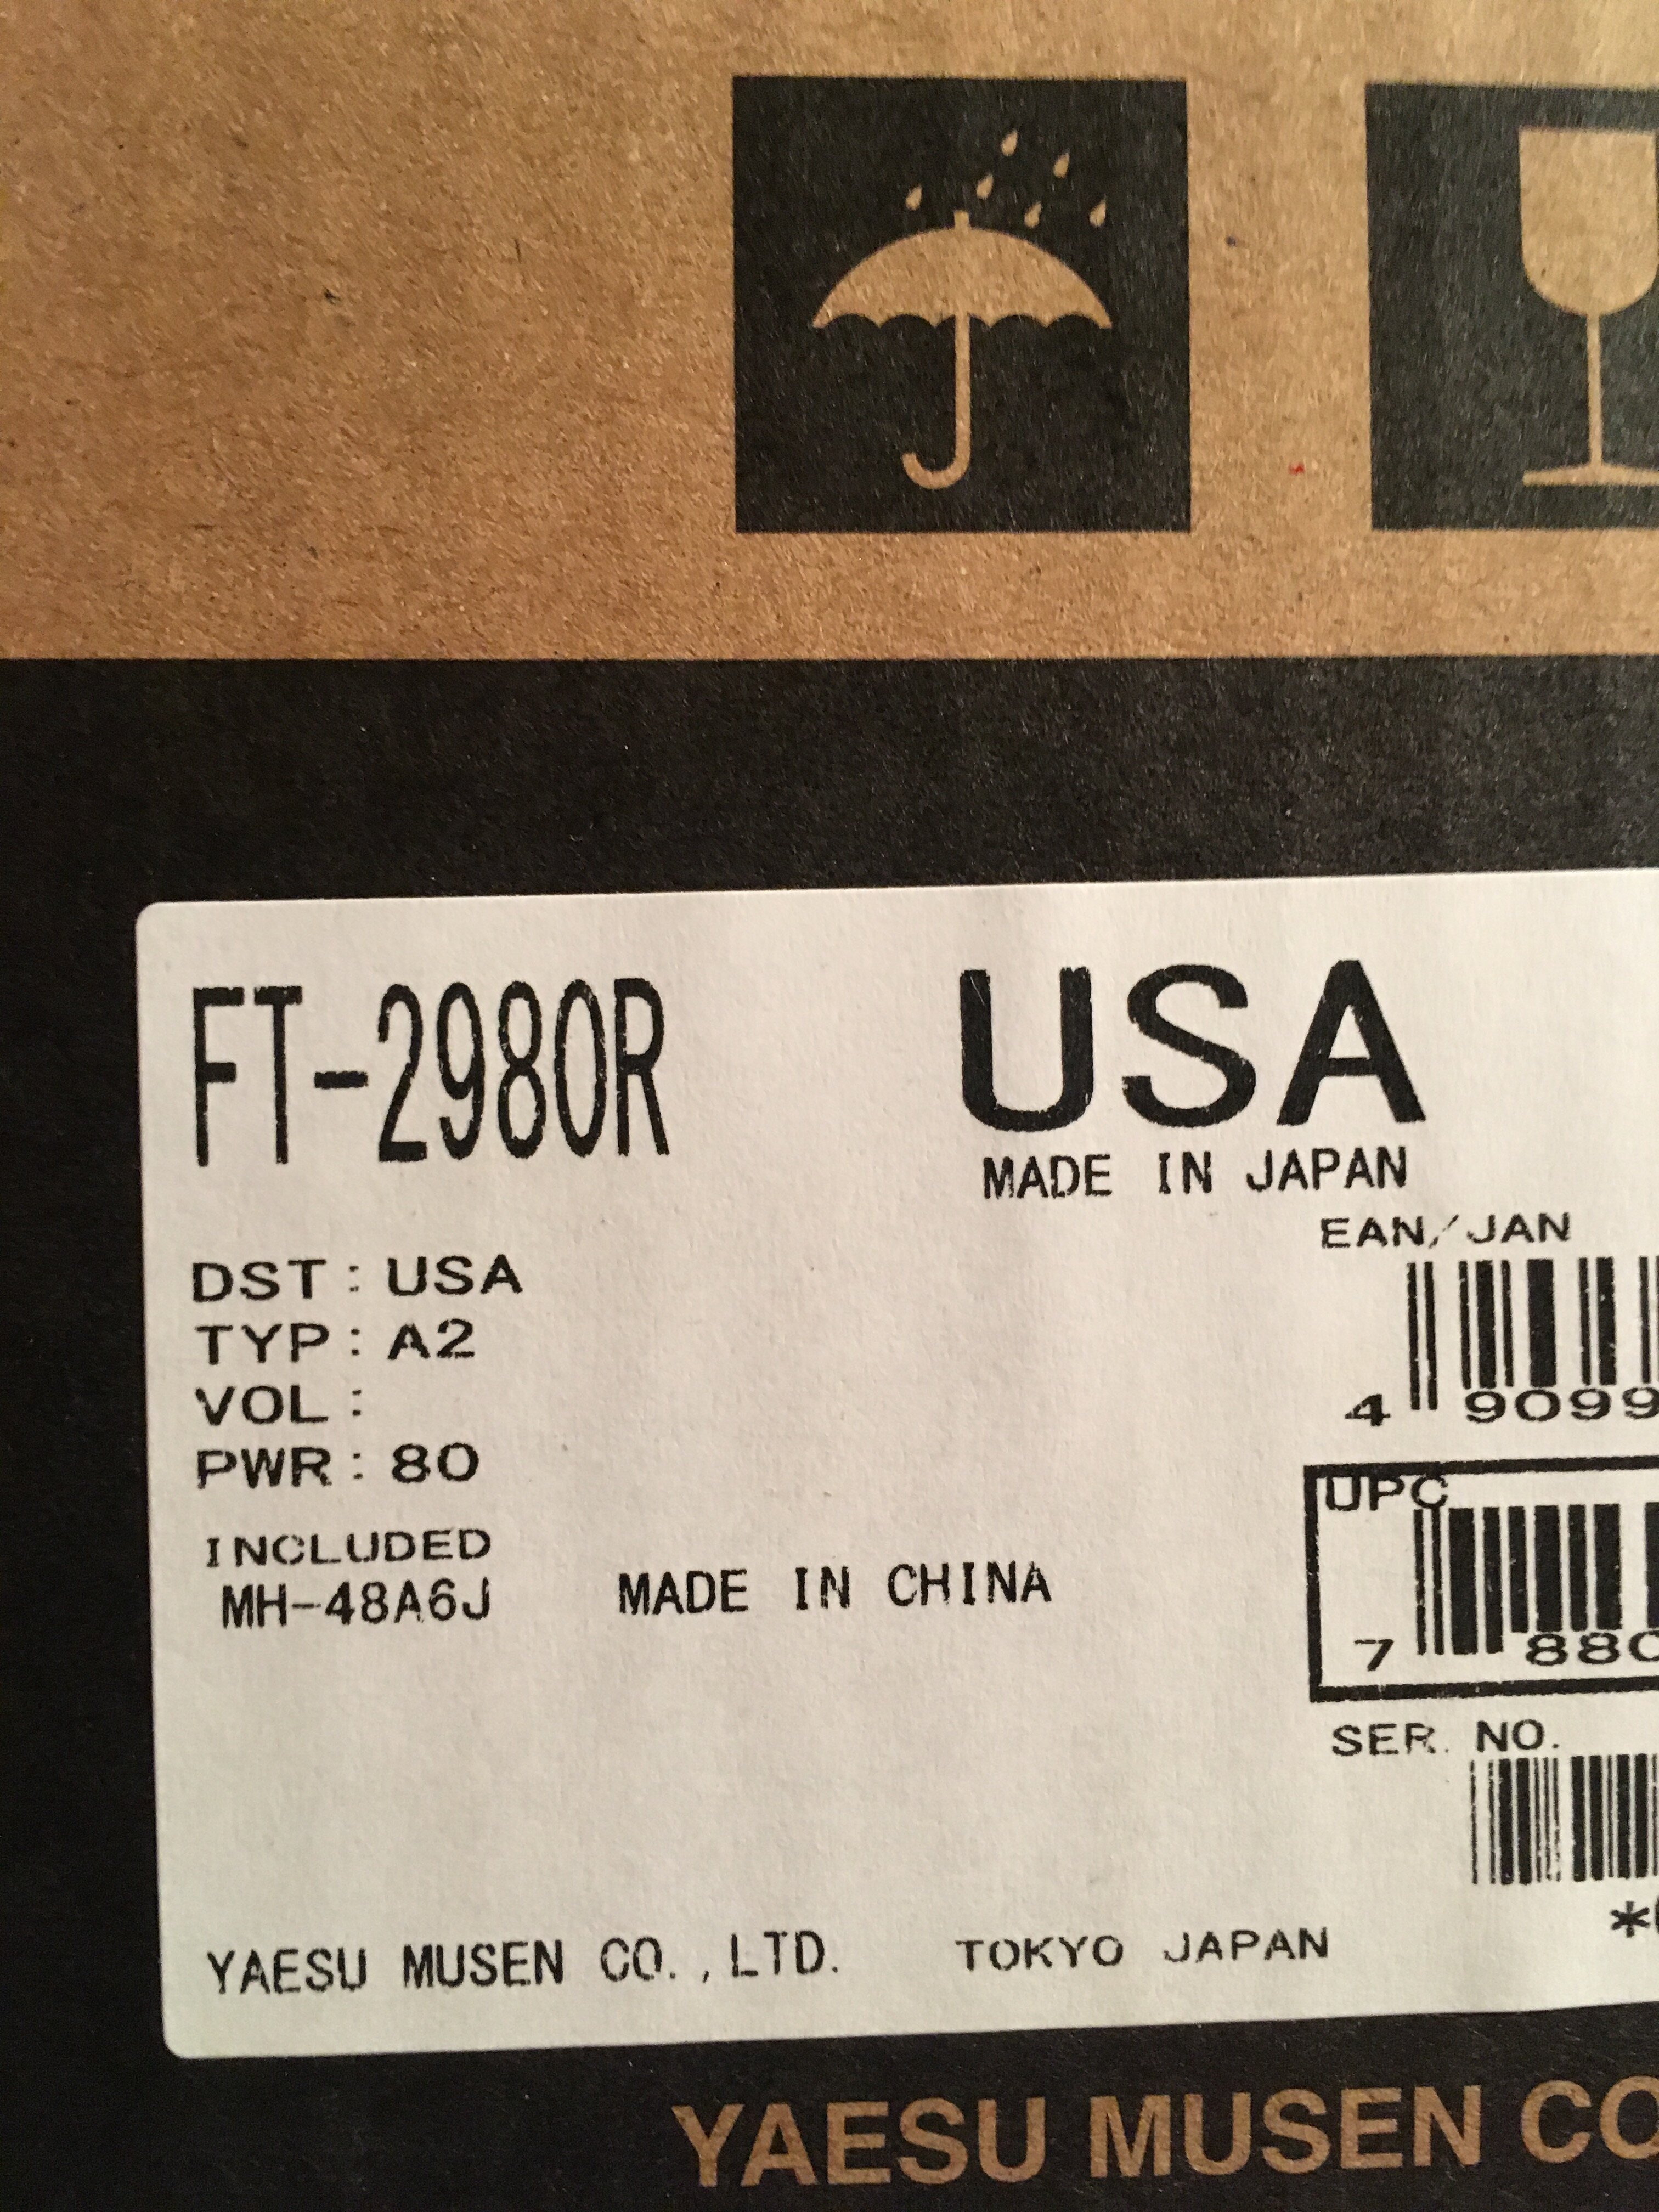 FT-2980R
USA
MADE IN JAPAN
EAN/JAN
DST: USA
TYP: A2
VOL:
PWR: 80
4 9099
UPC
INCLUDED
MH-48A6J MADE IN CHINA
7 880
SER. NO.
YAESU MUSEN CO.,LTD. TOKYO JAPAN
YAESU MUSEN CO